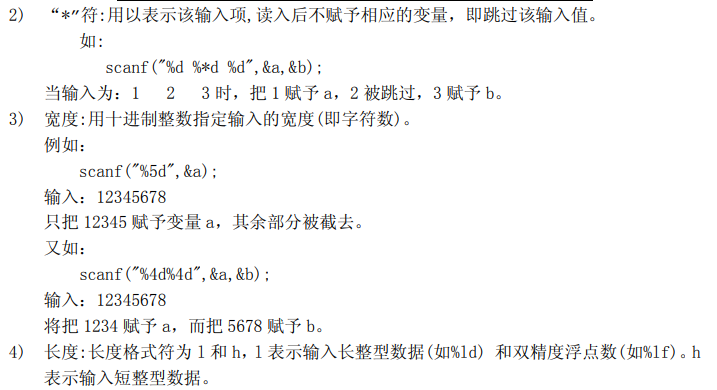 2) “*”符:用以表示该输入项,读入后不赋予相应的变量，即跳过该输入值。
如:
scanf("%d %*d %d",&a,&b);
当输入为：1 2 3 时，把 1 赋予 a，2 被跳过，3 赋予 b。
3) 宽度:用十进制整数指定输入的宽度(即字符数)。
例如：
scanf("%5d",&a);
输入：12345678
只把 12345 赋予变量 a，其余部分被截去。
又如：
scanf("%4d%4d",&a,&b);
输入：12345678
将把 1234 赋予 a，而把 5678 赋予 b。
4) 长度:长度格式符为 l 和 h，l 表示输入长整型数据(如%ld) 和双精度浮点数(如%lf)。h
表示输入短整型数据。